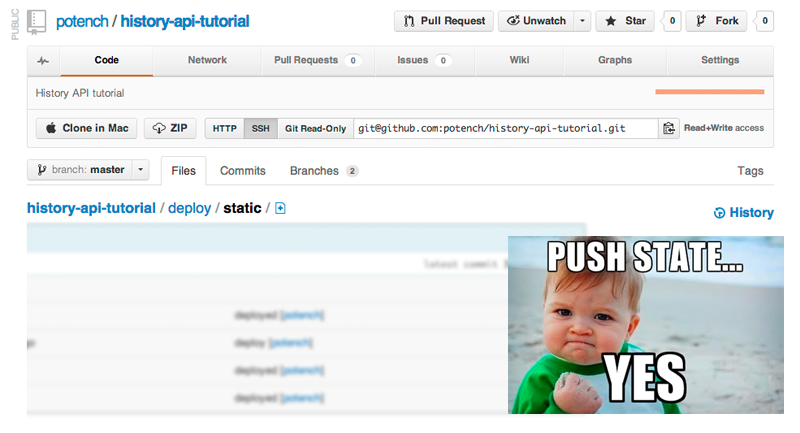 PUBLIC
potench / history-api-tutorial
Pull Request
Unwatch
Star
0
Fork
0
Code
Network
Pull Requests 0
Issues 0
Wiki
Graphs
Settings
History API tutorial
Clone in Mac
ZIP
HTTP
SSH
Git Read-Only
git@github.com:potench/history-api-tutorial.git
Read+Write access
branch: master
Files
Commits
Branches 2
Tags
history-api-tutorial / deploy / static /
History
latest commit
deployed [potench]
deploy [potench]
deployed [potench]
deployed [potench]
PUSH STATE...
YES